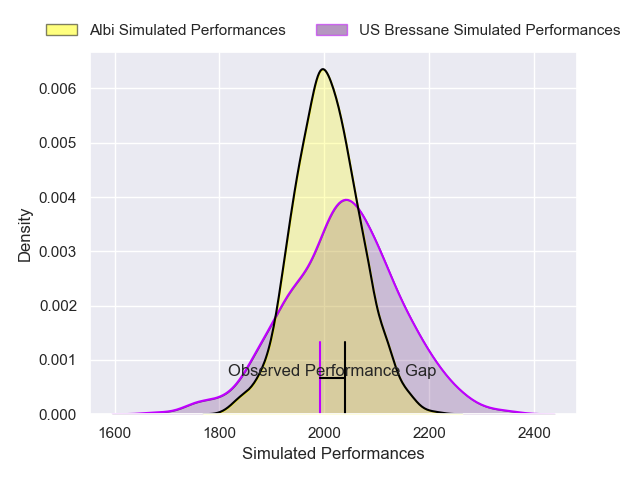 Albi Simulated Performances
US Bressane Simulated Performances
0.006
0.005
0.004
0.003
0.002
0.001
0.000
Density
Observed Performance Gap
1600 1800 2000 2200 2400
Simulated Performances